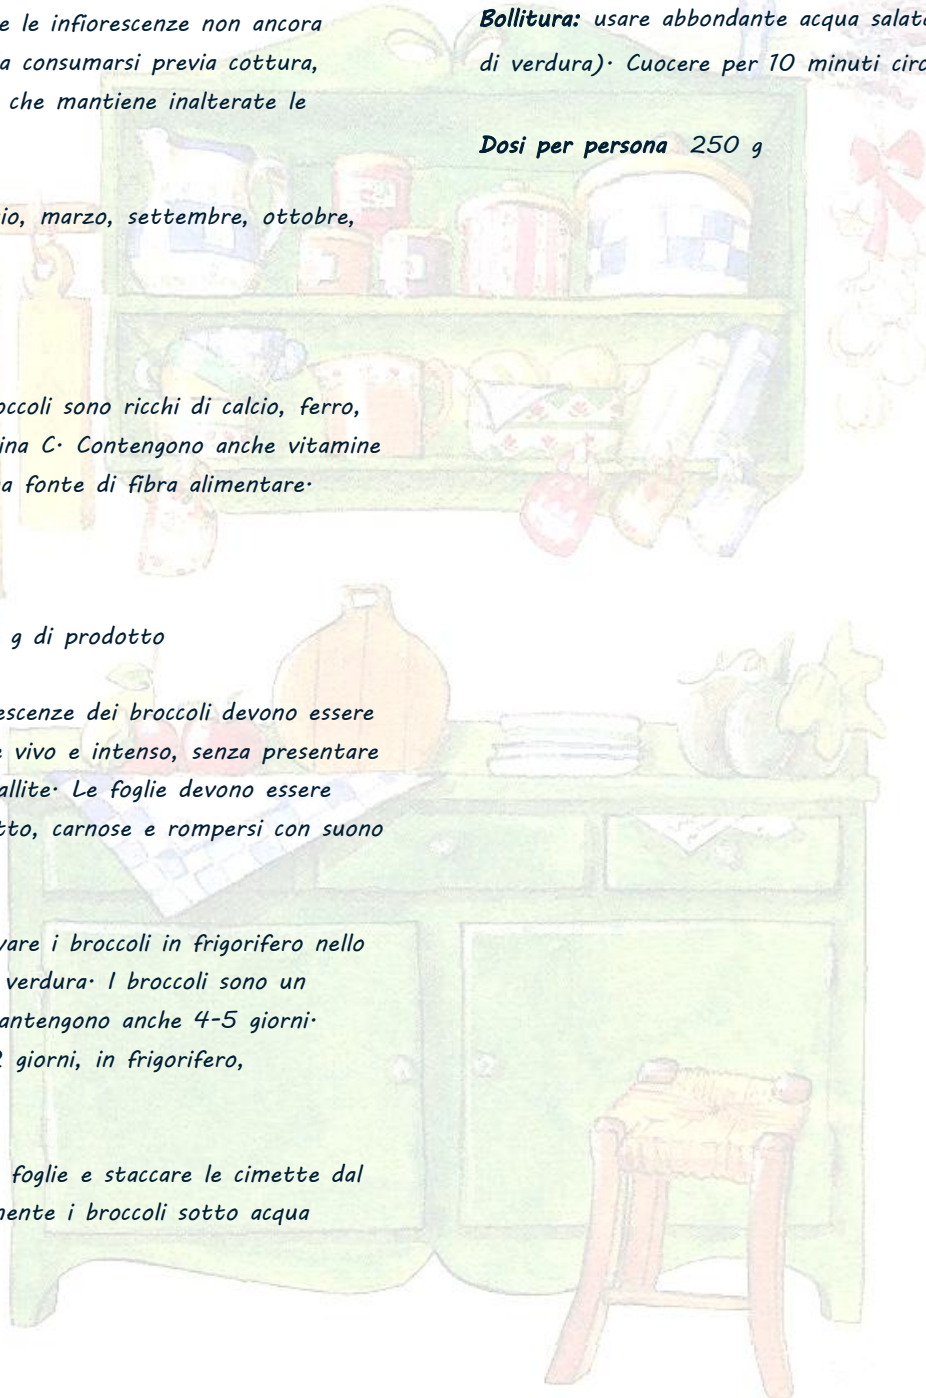 e le infiorescenze non ancora
a consumarsi previa cottura,
che mantiene inalterate le
io, marzo, settembre, ottobre,
occoli sono ricchi di calcio, ferro,
ina C· Contengono anche vitamine
a fonte di fibra alimentare·
g di prodotto
escenze dei broccoli devono essere
e vivo e intenso, senza presentare
allite· Le foglie devono essere
tto, carnose e rompersi con suono
vare i broccoli in frigorifero nello
verdura· I broccoli sono un
antengono anche 4-5 giorni·
2 giorni, in frigorifero,
foglie e staccare le cimette dal
mente i broccoli sotto acqua
Bollitura: usare abbondante acqua salata
di verdura)· Cuocere per 10 minuti circ
Dosi per persona 250 g